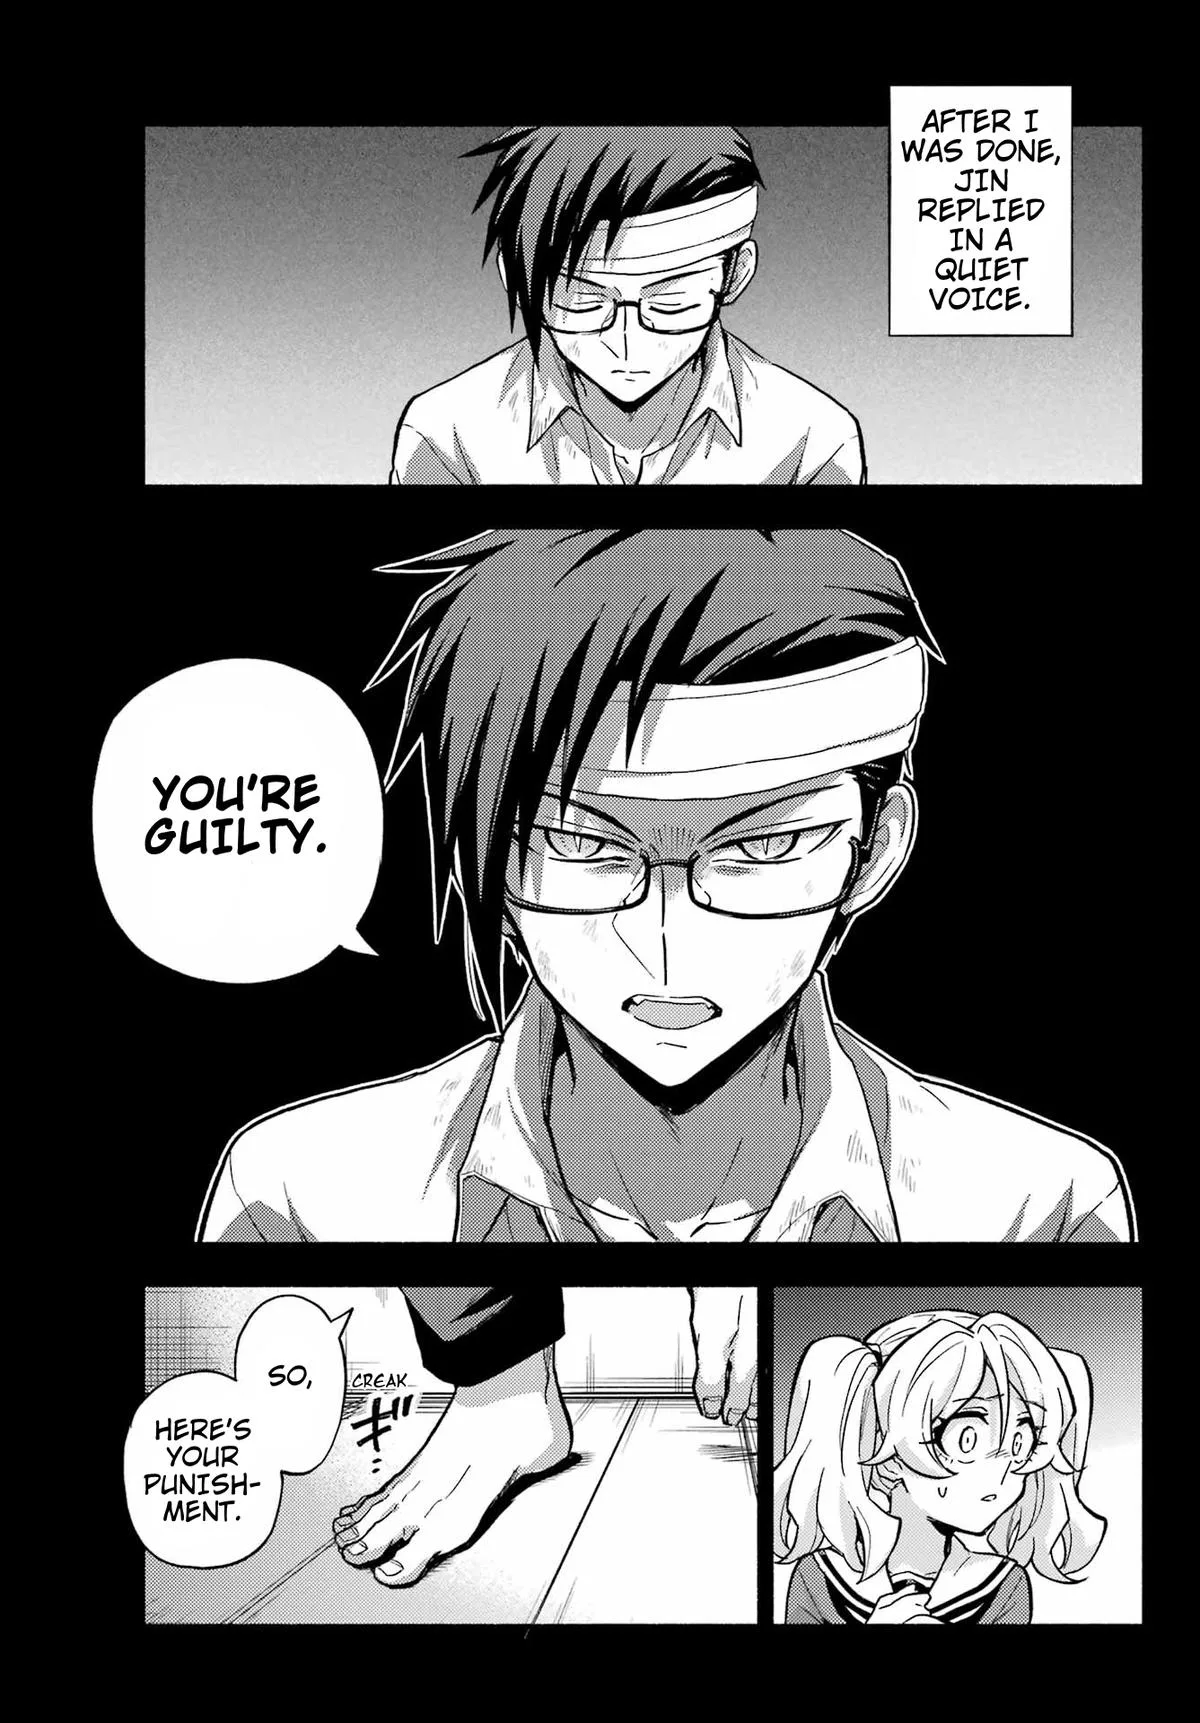 AFTER I
WAS DONE,
JIN
REPLIED
IN A
QUIET
VOICE.
YOU'RE
GUILTY.
SO,
CREAK
ギ
HERE'S
YOUR
PUNISH-
MENT.